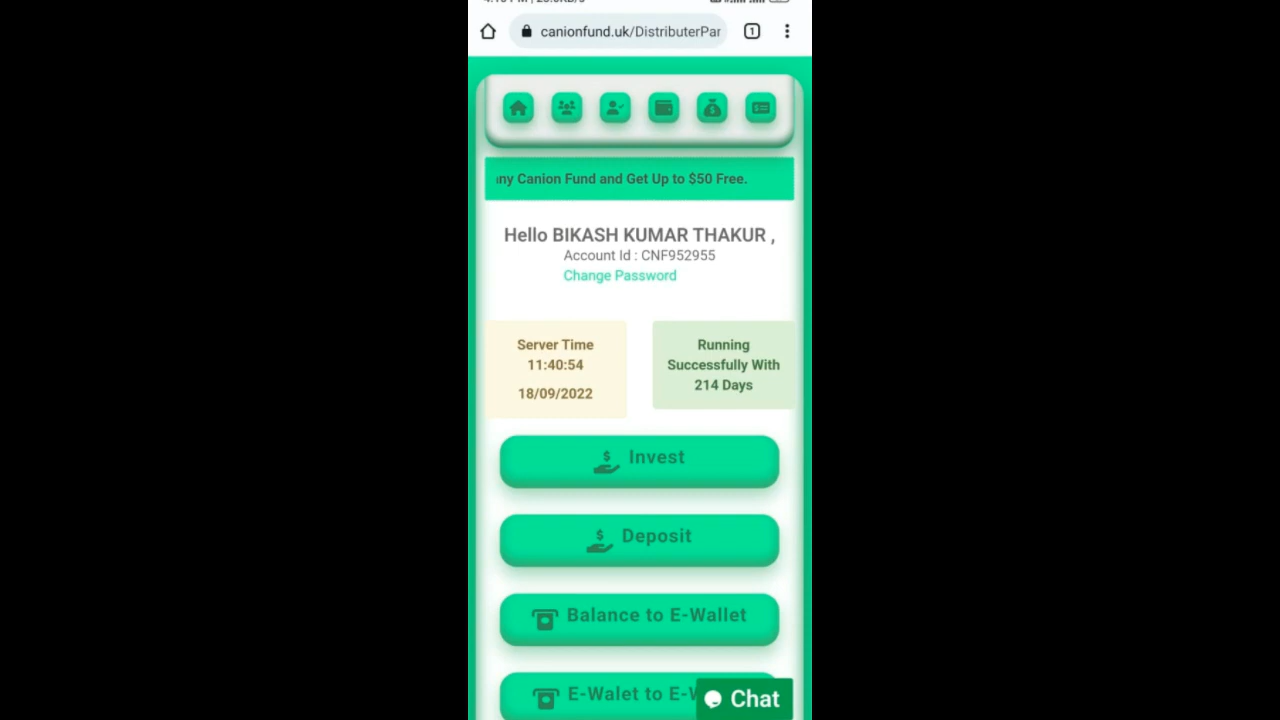 canionfund.uk/DistributerPar
1
ny Canion Fund and Get Up to $50 Free.
Hello BIKASH KUMAR THAKUR ,
Account Id : CNF952955
Change Password
Server Time
11:40:54
18/09/2022
Running
Successfully With
214 Days
$ Invest
$ Deposit
Balance to E-Wallet
E-Walet to E-W
Chat